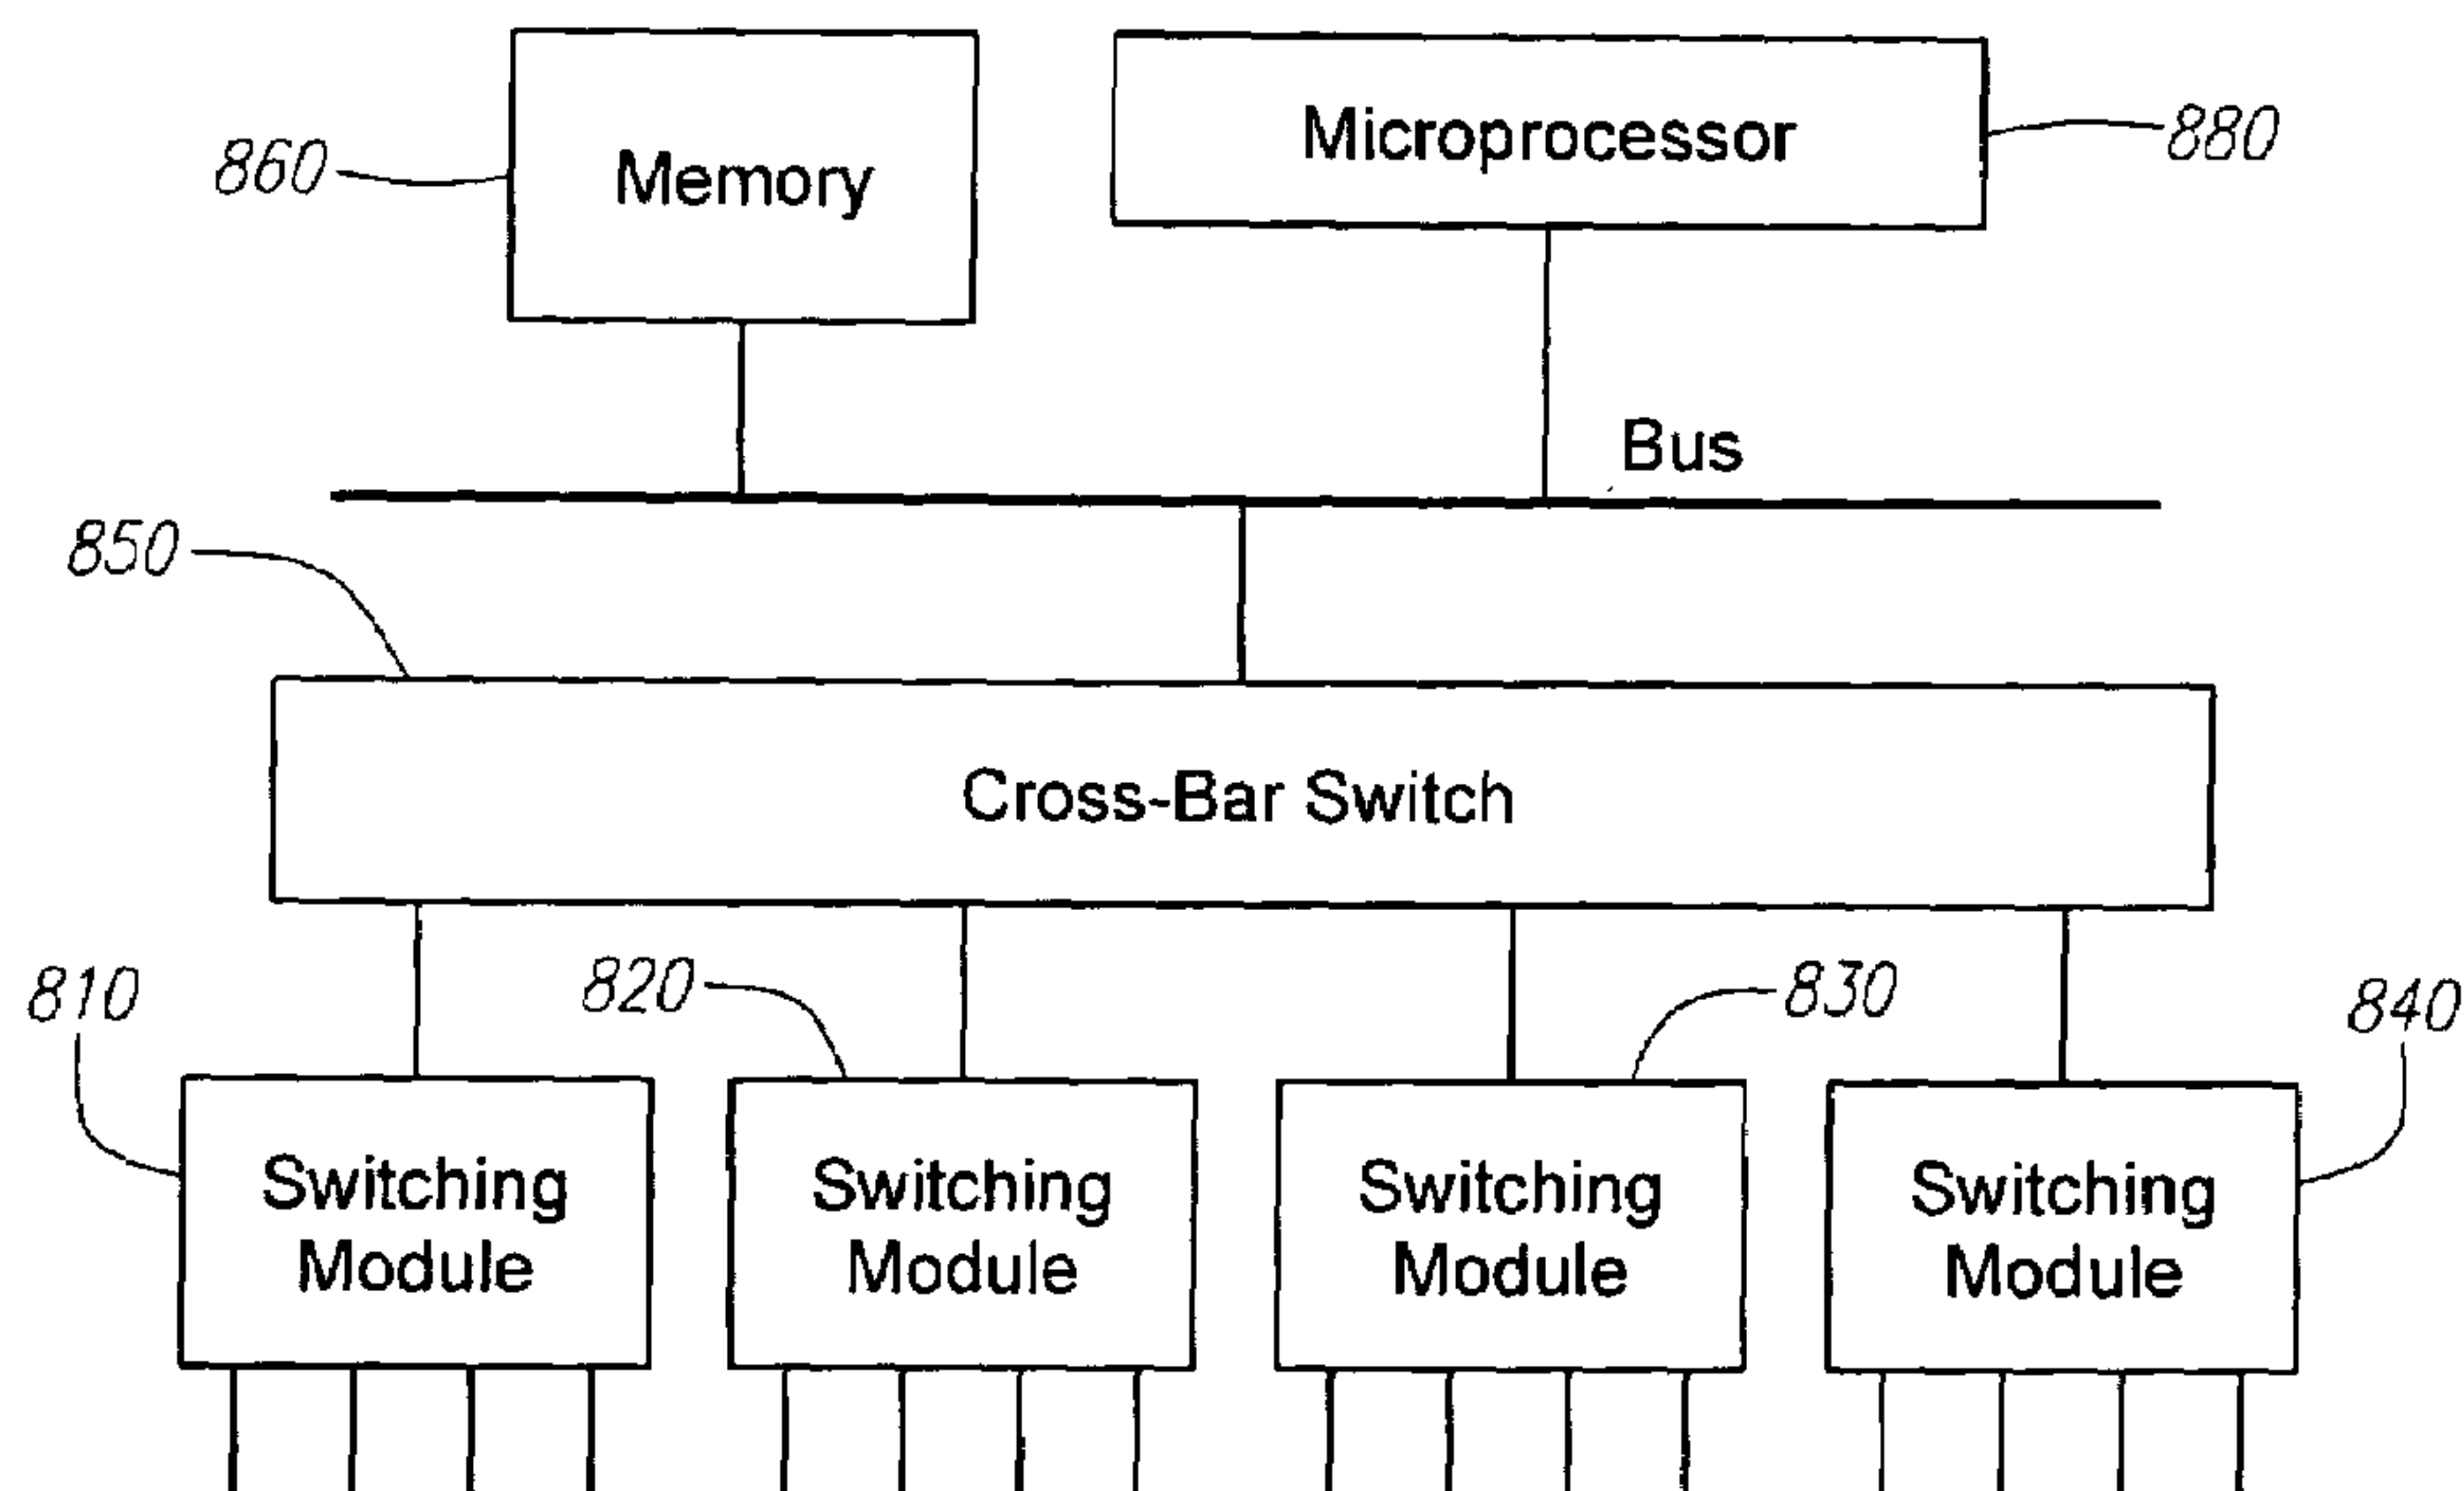 860
Memory
Microprocessor
880
Bus
850
Cross-Bar Switch
810
820
830
840
Switching
Module
Switching
Module
Switching
Module
Switching
Module